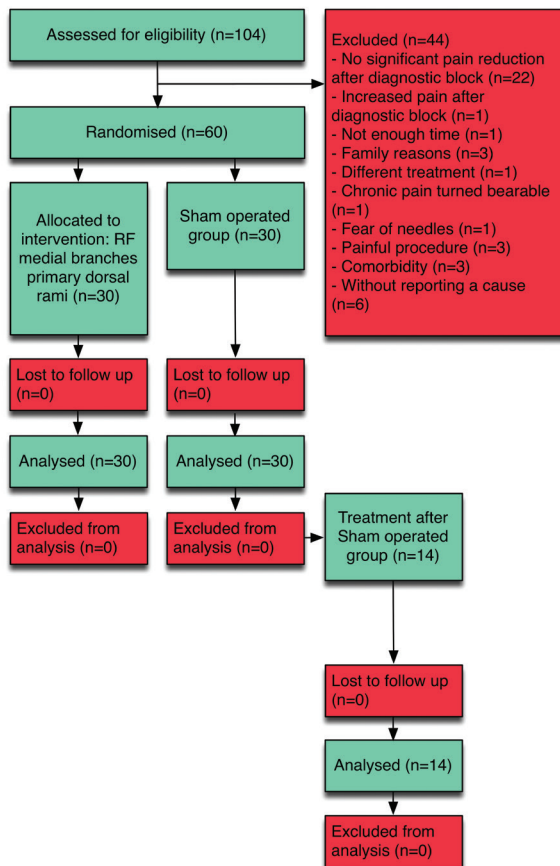 Assessed for eligibility (n=104)
Excluded (n=44)
- No significant pain reduction
after diagnostic block (n=22)
- Increased pain after
diagnostic block (n=1)
- Not enough time (n=1)
- Family reasons (n=3)
- Different treatment (n=1)
- Chronic pain turned bearable
(n=1)
- Fear of needles (n=1)
- Painful procedure (n=3)
- Comorbidity (n=3)
- Without reporting a cause
(n=6)
Randomised (n=60)
Allocated to
intervention: RF
medial branches
primary dorsal
rami (n=30)
Sham operated
group (n=30)
Lost to follow up
(n=0)
Lost to follow up
(n=0)
Analysed (n=30)
Analysed (n=30)
Excluded from
analysis (n=0)
Excluded from
analysis (n=0)
Treatment after
Sham operated
group (n=14)
Lost to follow up
(n=0)
Analysed (n=14)
Excluded from
analysis (n=0)